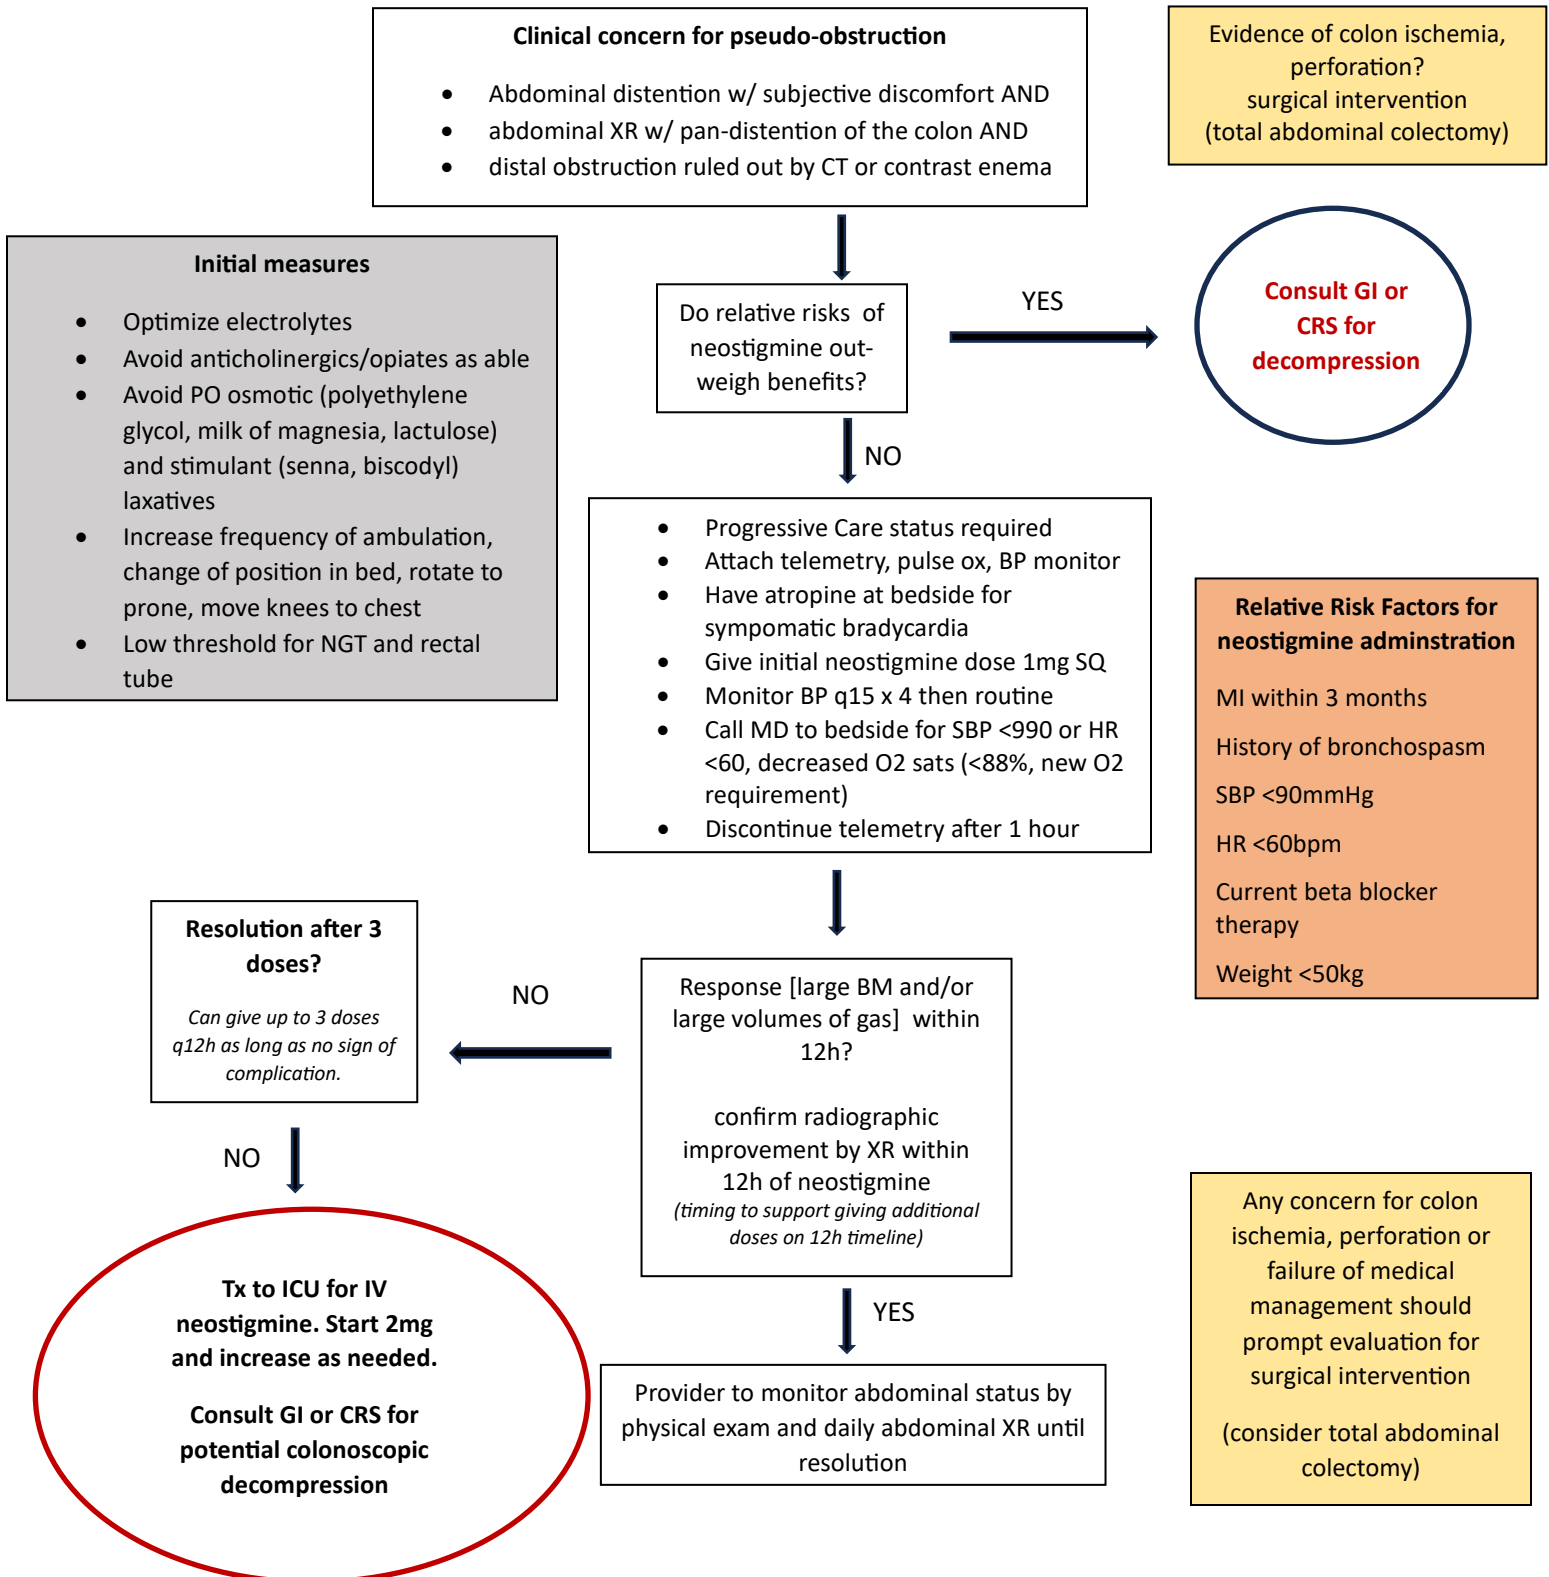 Clinical concern for pseudo-obstruction
• Abdominal distention w/ subjective discomfort AND
• abdominal XR w/ pan-distention of the colon AND
• distal obstruction ruled out by CT or contrast enema
Evidence of colon ischemia,
perforation?
surgical intervention
(total abdominal colectomy)
Initial measures
• Optimize electrolytes
• Avoid anticholinergics/opiates as able
• Avoid PO osmotic (polyethylene
glycol, milk of magnesia, lactulose)
and stimulant (senna, biscodyl)
laxatives
• Increase frequency of ambulation,
change of position in bed, rotate to
prone, move knees to chest
• Low threshold for NGT and rectal
tube
Do relative risks of
neostigmine out-
weigh benefits?
YES
Consult GI or
CRS for
decompression
NO
• Progressive Care status required
• Attach telemetry, pulse ox, BP monitor
• Have atropine at bedside for
sympomatic bradycardia
• Give initial neostigmine dose 1mg SQ
• Monitor BP q15 x 4 then routine
• Call MD to bedside for SBP <990 or HR
<60, decreased O2 sats (<88%, new O2
requirement)
• Discontinue telemetry after 1 hour
Relative Risk Factors for
neostigmine adminstration
MI within 3 months
History of bronchospasm
SBP <90mmHg
HR <60bpm
Current beta blocker
therapy
Weight <50kg
Resolution after 3
doses?
Can give up to 3 doses
q12h as long as no sign of
complication.
NO
Response [large BM and/or
large volumes of gas] within
12h?
confirm radiographic
improvement by XR within
12h of neostigmine
(timing to support giving additional
doses on 12h timeline)
NO
Tx to ICU for IV
neostigmine. Start 2mg
and increase as needed.
Consult GI or CRS for
potential colonoscopic
decompression
YES
Provider to monitor abdominal status by
physical exam and daily abdominal XR until
resolution
Any concern for colon
ischemia, perforation or
failure of medical
management should
prompt evaluation for
surgical intervention
(consider total abdominal
colectomy)